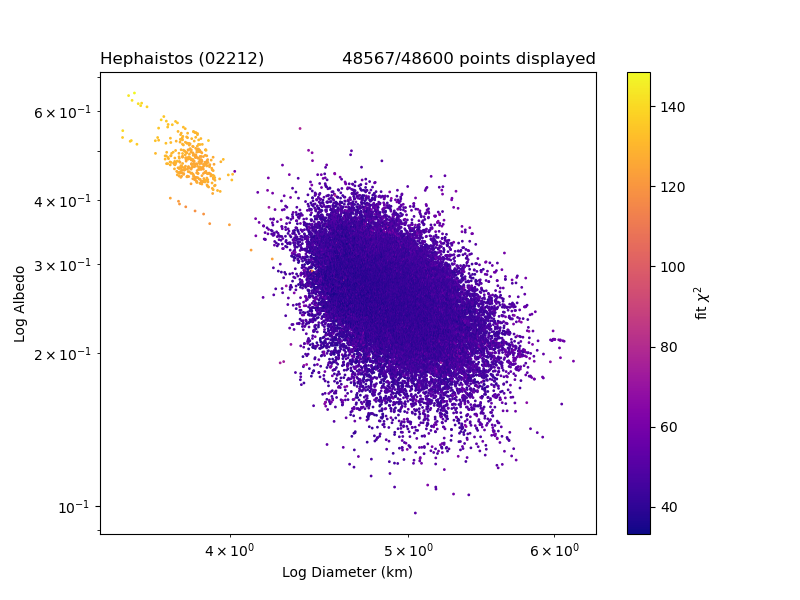 Hephaistos (02212) 48567/48600 points displayed
6 × 10⁻¹
4 × 10⁻¹
3 × 10⁻¹
2 × 10⁻¹
10⁻¹
Log Albedo
4 × 10⁰ 5 × 10⁰ 6 × 10⁰
Log Diameter (km)
140
120
100
80
60
40
fit χ²